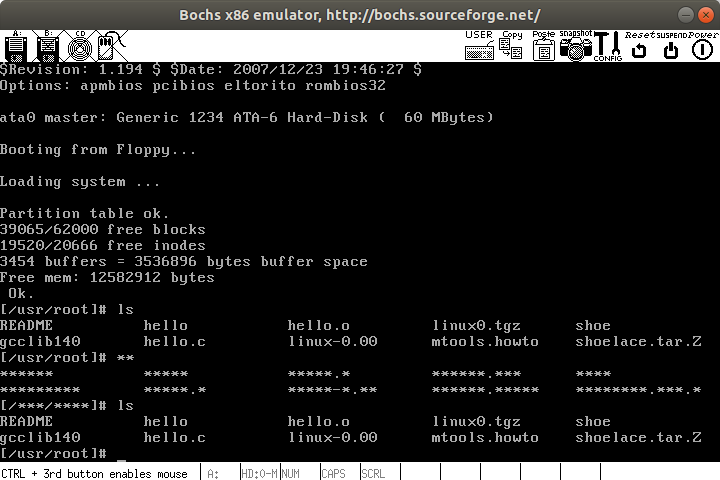 Bochs x86 emulator, http://bochs.sourceforge.net/
A: B: CD USER Copy Paste Snapshot CONFIG Reset SUSPEND Power
$Revision: 1.194 $ $Date: 2007/12/23 19:46:27 $
Options: apmbios pcibios eltorito rombios32
ata0 master: Generic 1234 ATA-6 Hard-Disk (  60 MBytes)
Booting from Floppy...
Loading system ...
Partition table ok.
39065/62000 free blocks
19520/20666 free inodes
3454 buffers = 3536896 bytes buffer space
Free mem: 12582912 bytes
 Ok.
[/usr/root]# ls
README            hello             hello.o           linux0.tgz        shoe
gcclib140         hello.c           linux-0.00        mtools.howto      shoelace.tar.Z
[/usr/root]# **
******            *****             *****.*           ******.***        ****
*********         *****.*           *****-*.**        ******.*****      ********.***.*
[/***/****]# ls
README            hello             hello.o           linux0.tgz        shoe
gcclib140         hello.c           linux-0.00        mtools.howto      shoelace.tar.Z
[/usr/root]# _
CTRL + 3rd button enables mouse A: HD:0-M NUM CAPS SCRL